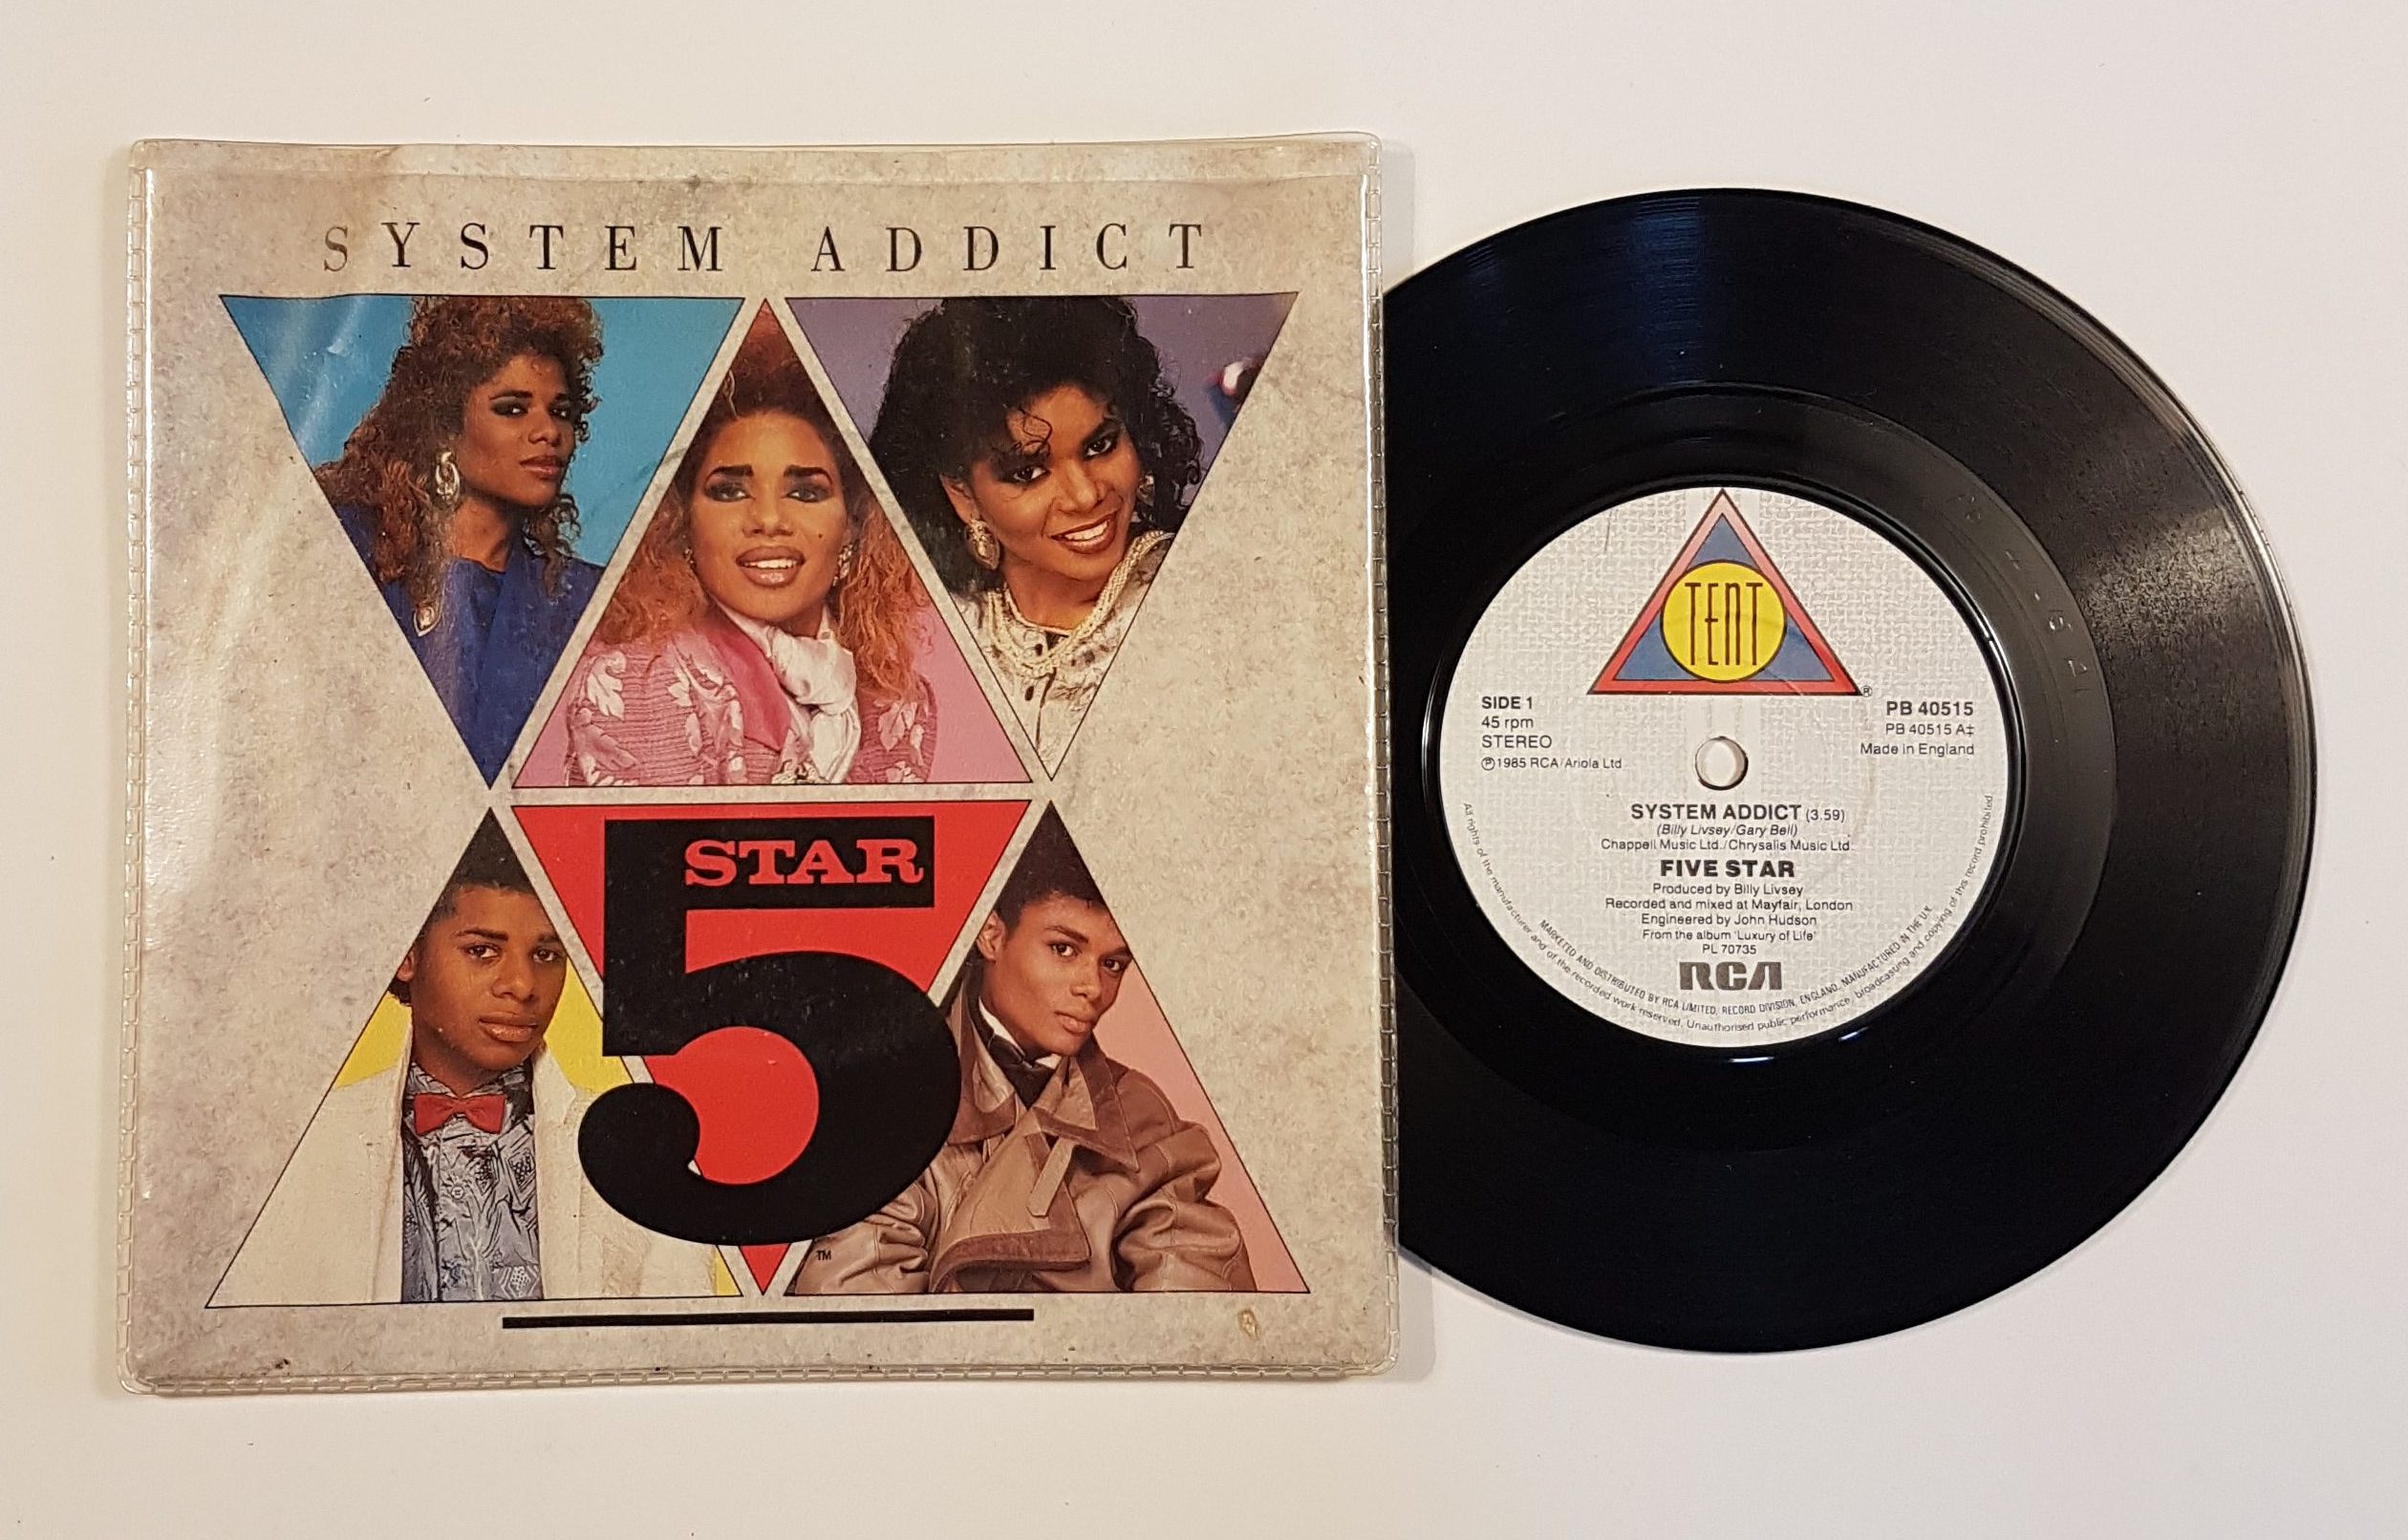 SYSTEM ADDICT
STAR
5
TM
TENT
®
SIDE 1
45 rpm
STEREO
℗ 1985 RCA/Ariola Ltd
PB 40515
PB 40515 A‡
Made in England
SYSTEM ADDICT (3.59)
(Billy Livsey/Gary Bell)
Chappell Music Ltd./Chrysalis Music Ltd.
FIVE STAR
Produced by Billy Livsey
Recorded and mixed at Mayfair, London
Engineered by John Hudson
From the album 'Luxury of Life'
PL 70735
RCA
MARKETED AND DISTRIBUTED BY RCA LIMITED, RECORD DIVISION, ENGLAND, MANUFACTURED IN THE U.K.
All rights of the manufacturer and of the recorded work reserved. Unauthorised public performance, broadcasting and copying of this record prohibited